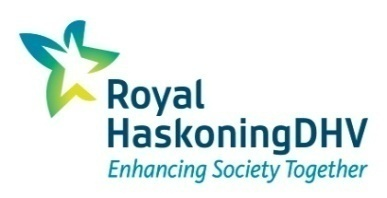 Royal
HaskoningDHV
Enhancing Society Together